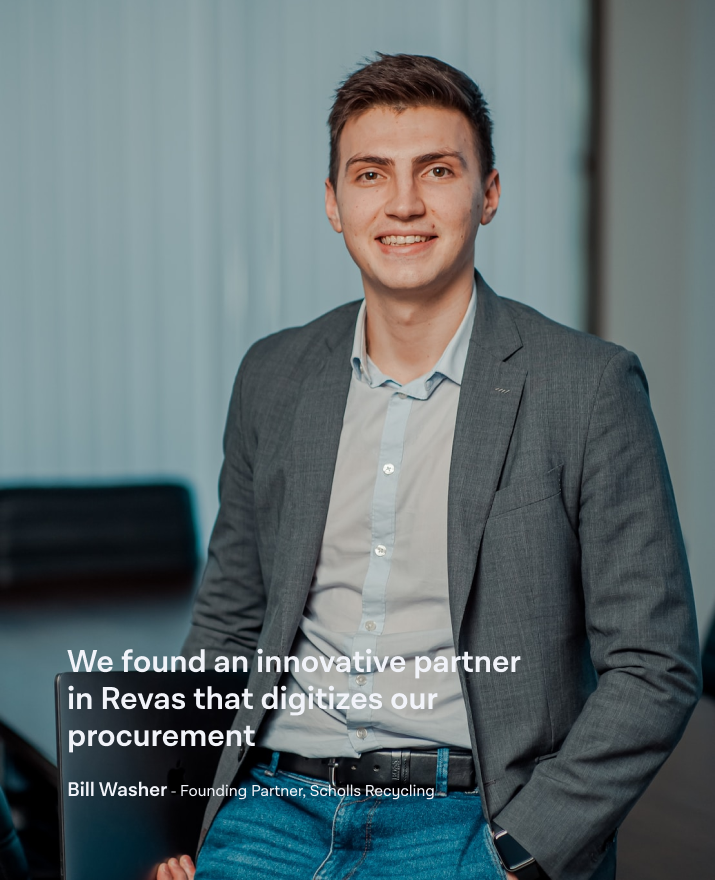 We found an innovative partner
in Revas that digitizes our
procurement
Bill Washer - Founding Partner, Scholls Recycling